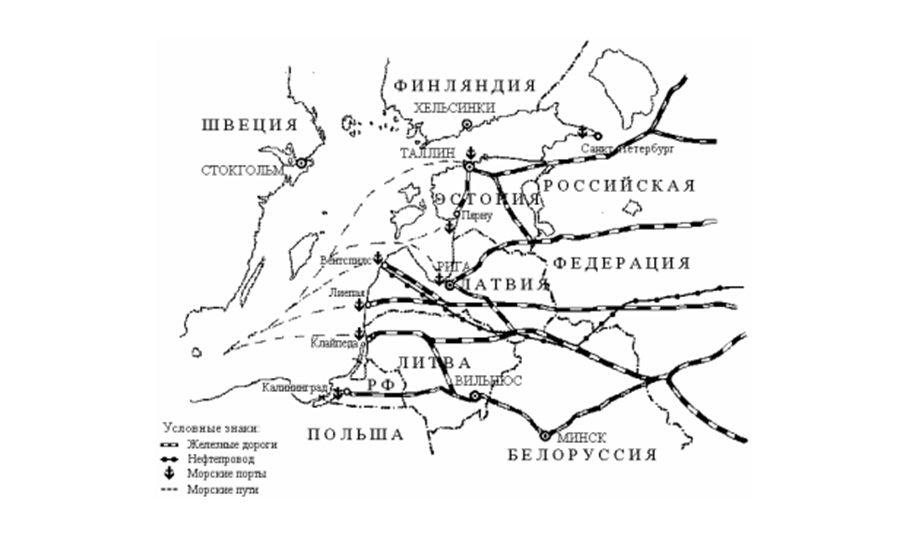 ФИНЛЯНДИЯ
ХЕЛЬСИНКИ
ШВЕЦИЯ
Санкт-Петербург
ТАЛЛИН
СТОКГОЛЬМ
РОССИЙСКАЯ
ЭСТОНИЯ
Пярну
Вентспилс
РИГА
ФЕДЕРАЦИЯ
ЛАТВИЯ
Лиепая
Клайпеда
ЛИТВА
Калининград
РФ
ВИЛЬНЮС
ПОЛЬША
МИНСК
БЕЛОРУССИЯ
Условные знаки:
Железные дороги
Нефтепровод
Морские порты
Морские пути